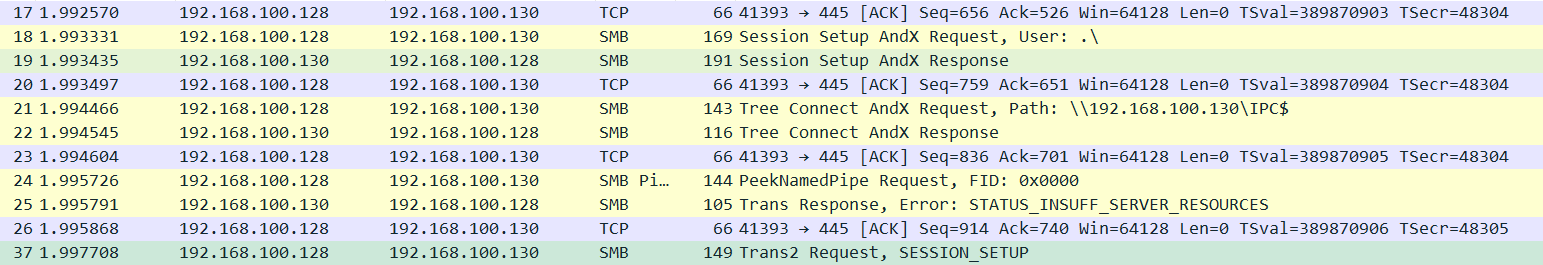 17 1.992570 192.168.100.128 192.168.100.130 TCP 66 41393 → 445 [ACK] Seq=656 Ack=526 Win=64128 Len=0 TSval=389870903 TSecr=48304
18 1.993331 192.168.100.128 192.168.100.130 SMB 169 Session Setup AndX Request, User: .\
19 1.993435 192.168.100.130 192.168.100.128 SMB 191 Session Setup AndX Response
20 1.993497 192.168.100.128 192.168.100.130 TCP 66 41393 → 445 [ACK] Seq=759 Ack=651 Win=64128 Len=0 TSval=389870904 TSecr=48304
21 1.994466 192.168.100.128 192.168.100.130 SMB 143 Tree Connect AndX Request, Path: \\192.168.100.130\IPC$
22 1.994545 192.168.100.130 192.168.100.128 SMB 116 Tree Connect AndX Response
23 1.994604 192.168.100.128 192.168.100.130 TCP 66 41393 → 445 [ACK] Seq=836 Ack=701 Win=64128 Len=0 TSval=389870905 TSecr=48304
24 1.995726 192.168.100.128 192.168.100.130 SMB Pi… 144 PeekNamedPipe Request, FID: 0x0000
25 1.995791 192.168.100.130 192.168.100.128 SMB 105 Trans Response, Error: STATUS_INSUFF_SERVER_RESOURCES
26 1.995868 192.168.100.128 192.168.100.130 TCP 66 41393 → 445 [ACK] Seq=914 Ack=740 Win=64128 Len=0 TSval=389870906 TSecr=48305
37 1.997708 192.168.100.128 192.168.100.130 SMB 149 Trans2 Request, SESSION_SETUP